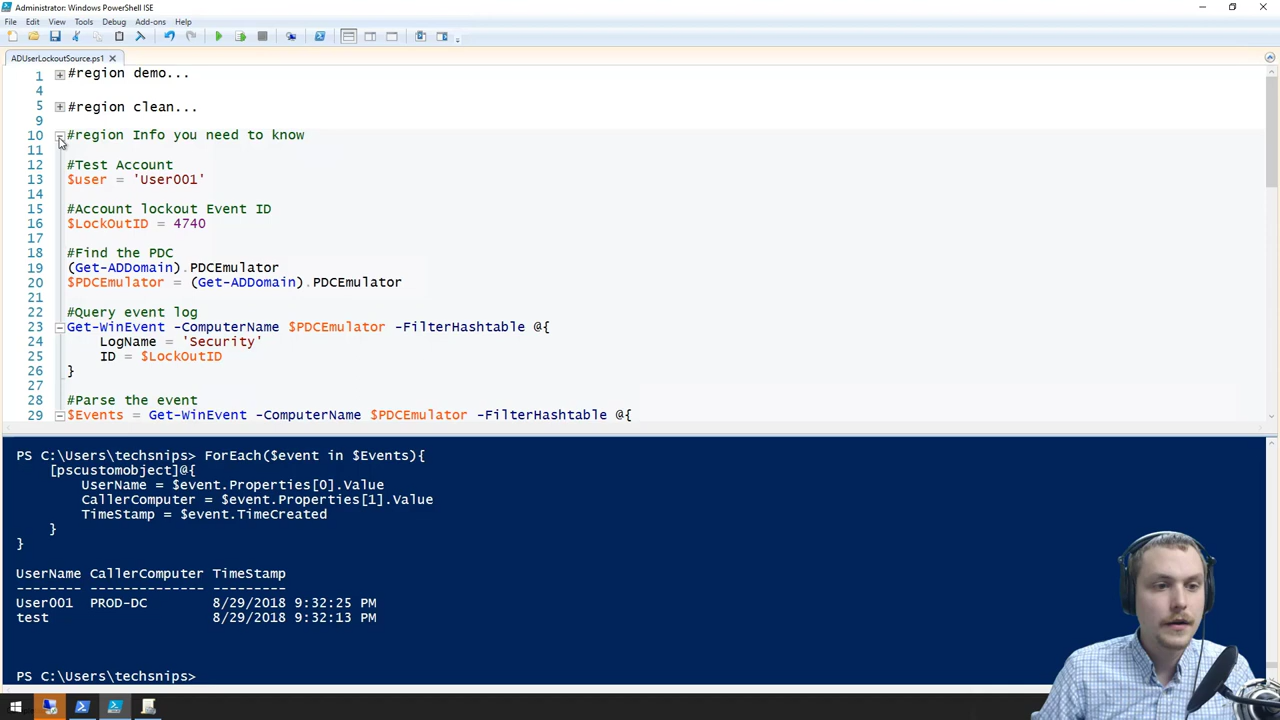 Administrator: Windows PowerShell ISE
File Edit View Tools Debug Add-ons Help
ADUserLockoutSource.ps1
1 #region demo...
4
5 #region clean...
9
10 #region Info you need to know
11
12 #Test Account
13 $user = 'User001'
14
15 #Account lockout Event ID
16 $LockOutID = 4740
17
18 #Find the PDC
19 (Get-ADDomain).PDCEmulator
20 $PDCEmulator = (Get-ADDomain).PDCEmulator
21
22 #Query event log
23 Get-WinEvent -ComputerName $PDCEmulator -FilterHashtable @{
24 LogName = 'Security'
25 ID = $LockOutID
26 }
27
28 #Parse the event
29 $Events = Get-WinEvent -ComputerName $PDCEmulator -FilterHashtable @{
PS C:\Users\techsnips> ForEach($event in $Events){
[pscustomobject]@{
UserName = $event.Properties[0].Value
CallerComputer = $event.Properties[1].Value
TimeStamp = $event.TimeCreated
}
}
UserName CallerComputer TimeStamp
-------- -------------- ---------
User001 PROD-DC 8/29/2018 9:32:25 PM
test 8/29/2018 9:32:13 PM
PS C:\Users\techsnips>